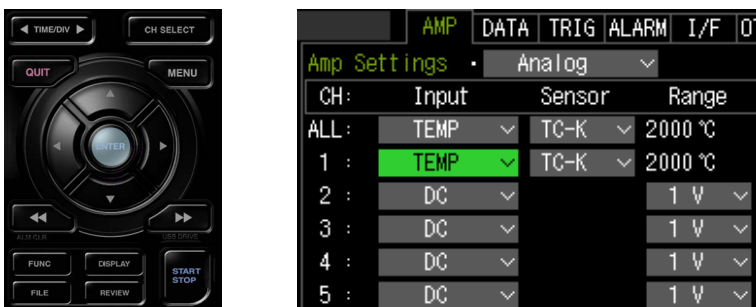 TIME/DIV
CH SELECT
QUIT
MENU
ENTER
ALM CLR
USB DRIVE
FUNC
DISPLAY
START
STOP
FILE
REVIEW
AMP DATA TRIG ALARM I/F
Amp Settings · Analog
CH: Input Sensor Range
ALL: TEMP TC-K 2000 ℃
1 : TEMP TC-K 2000 ℃
2 : DC 1 V
3 : DC 1 V
4 : DC 1 V
5 : DC 1 V